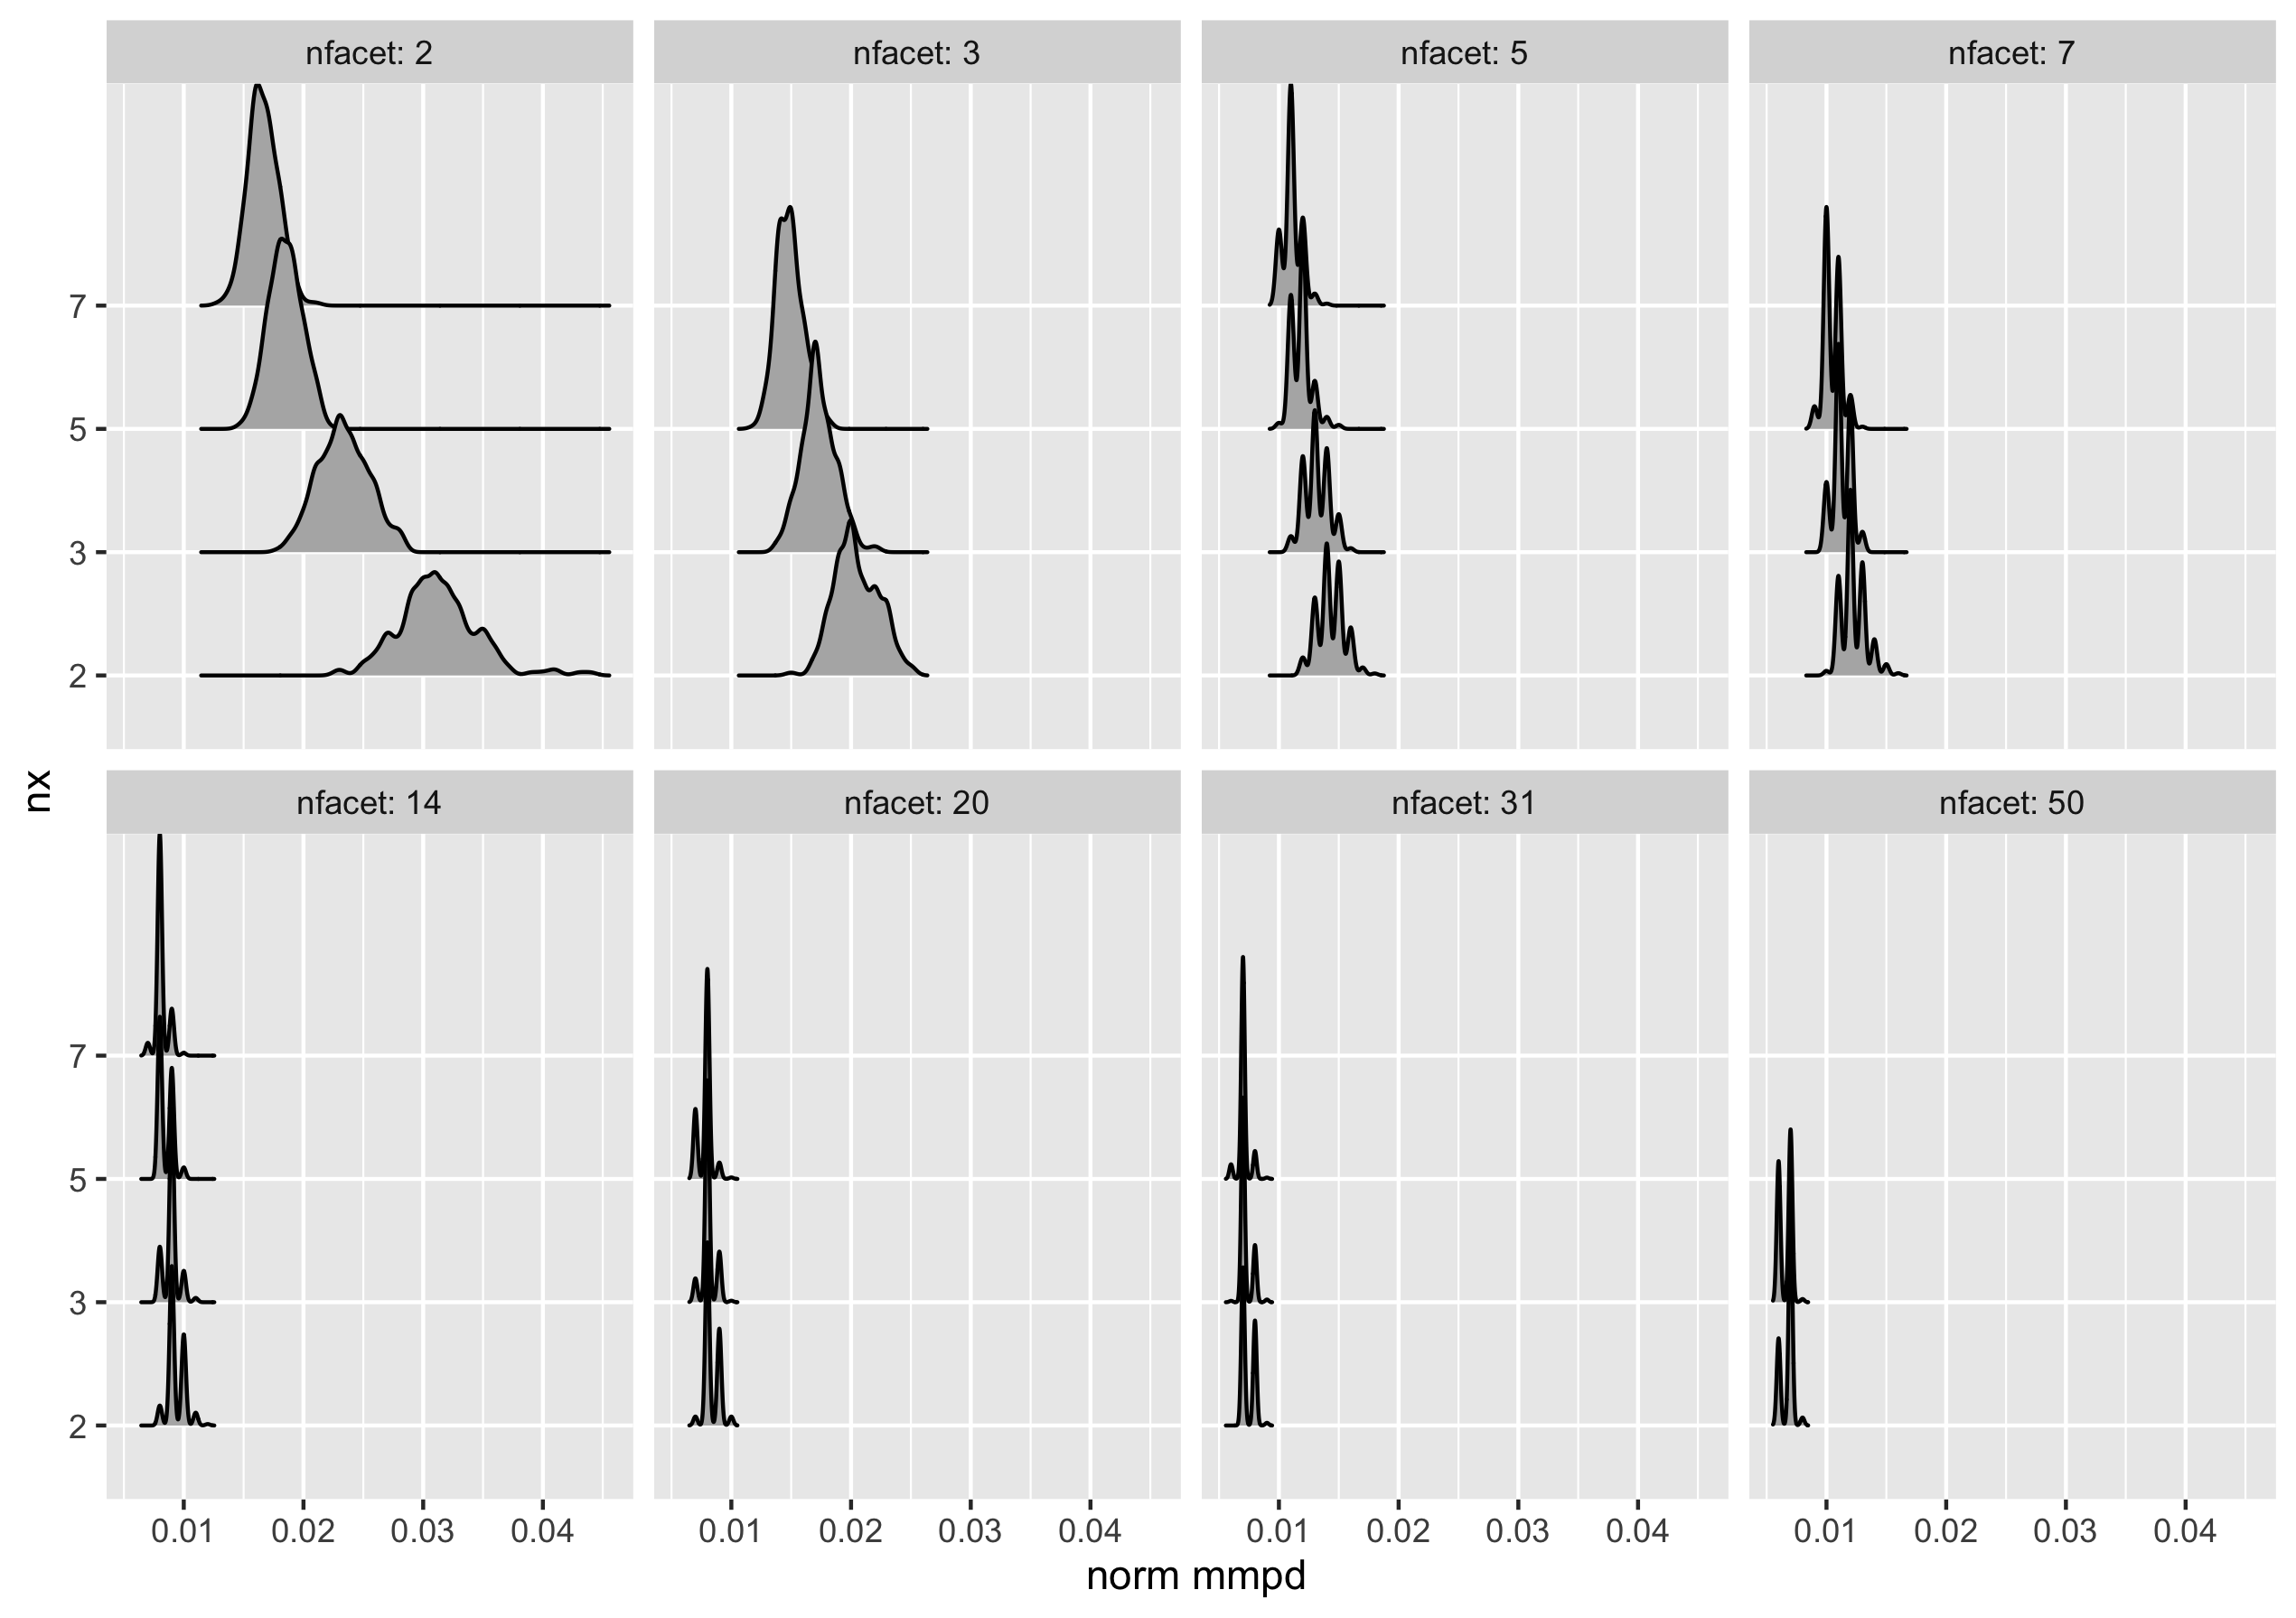 nfacet: 2
nfacet: 3
nfacet: 5
nfacet: 7
7
5
3
2
nx
nfacet: 14
nfacet: 20
nfacet: 31
nfacet: 50
7
5
3
2
0.01 0.02 0.03 0.04
0.01 0.02 0.03 0.04
0.01 0.02 0.03 0.04
0.01 0.02 0.03 0.04
norm mmpd